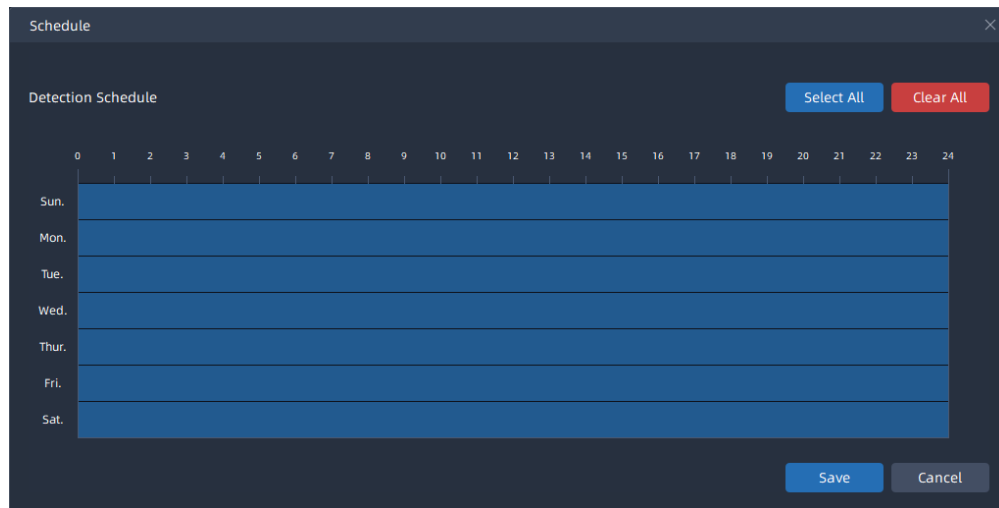 Schedule
Detection Schedule Select All Clear All
0 1 2 3 4 5 6 7 8 9 10 11 12 13 14 15 16 17 18 19 20 21 22 23 24
Sun.
Mon.
Tue.
Wed.
Thur.
Fri.
Sat.
Save Cancel